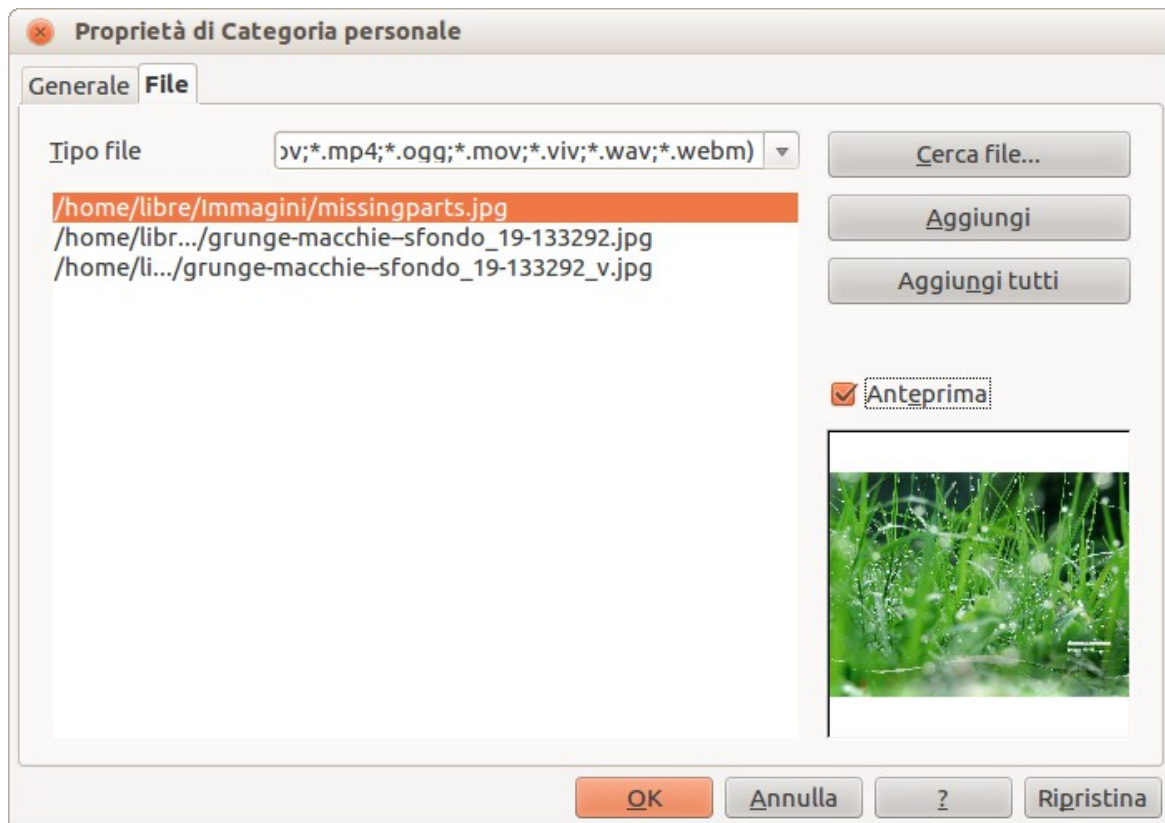 Proprietà di Categoria personale
Generale File
Tipo file
ov;*.mp4;*.ogg;*.mov;*.viv;*.wav;*.webm)
Cerca file...
/home/libre/Immagini/missingparts.jpg
/home/libr.../grunge-macchie--sfondo_19-133292.jpg
/home/li.../grunge-macchie--sfondo_19-133292_v.jpg
Aggiungi
Aggiungi tutti
Anteprima
OK Annulla ? Ripristina